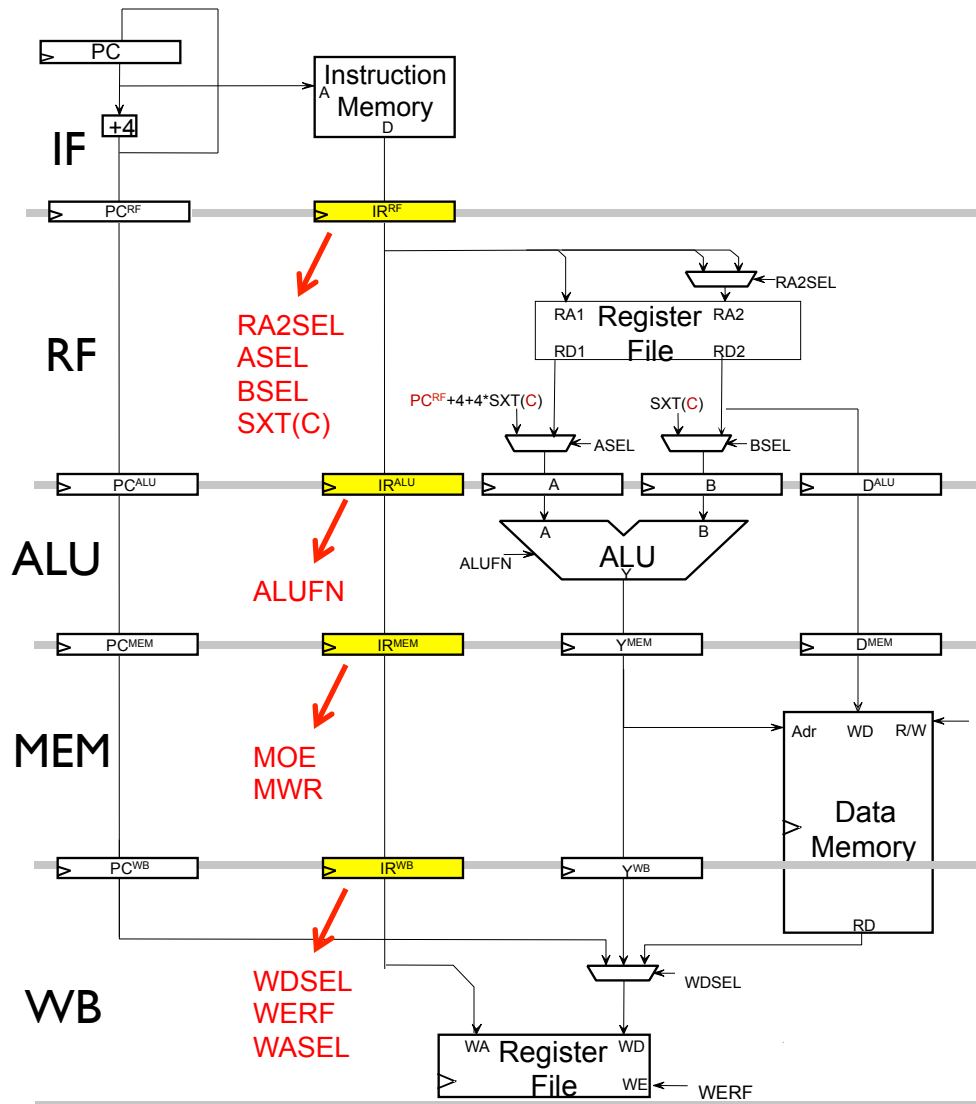 PC
Instruction
Memory
A
D
+4
IF
PCRF
IRRF
RA2SEL
RA1
RA2
Register
File
RD1
RD2
RF
RA2SEL
ASEL
BSEL
SXT(C)
PCRF+4+4*SXT(C)
SXT(C)
ASEL
BSEL
PCALU
IRALU
A
B
DALU
A
B
ALU
Y
ALUFN
ALU
ALUFN
PCMEM
IRMEM
YMEM
DMEM
MEM
MOE
MWR
Adr
WD
R/W
Data
Memory
RD
PCWB
IRWB
YWB
WDSEL
WB
WDSEL
WERF
WASEL
WA
WD
Register
File
WE
WERF